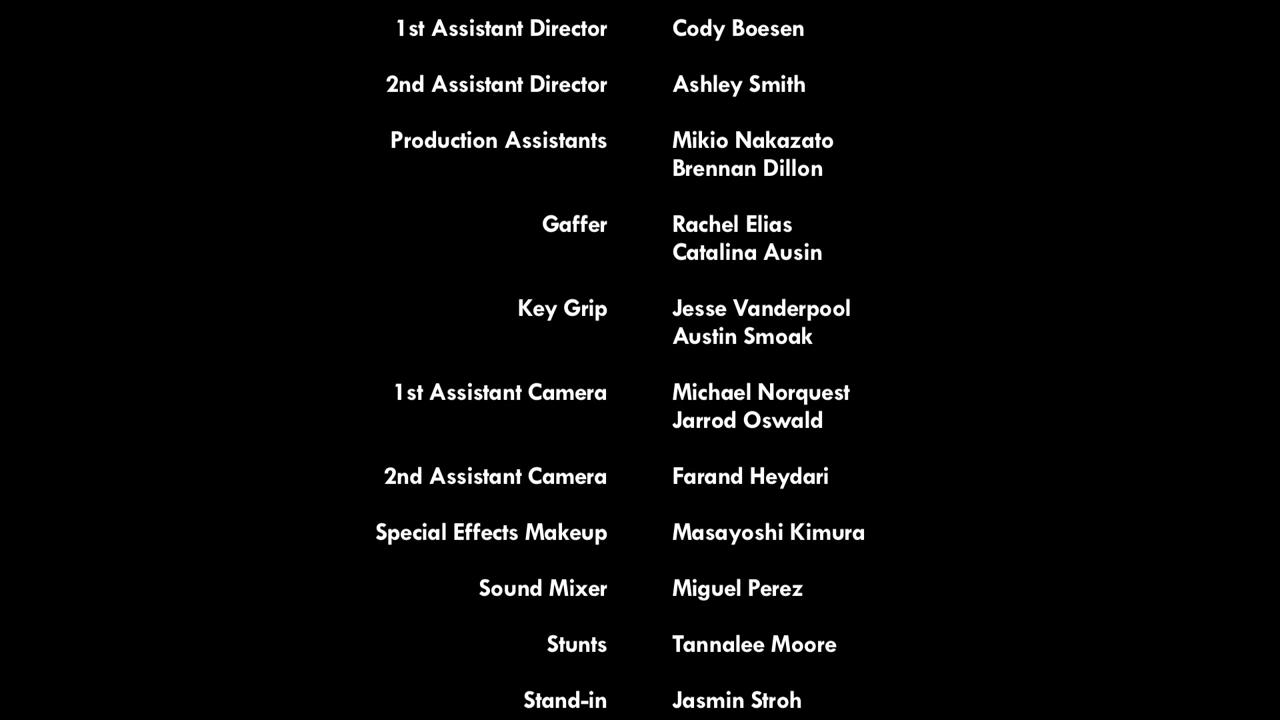 1st Assistant Director Cody Boesen
2nd Assistant Director Ashley Smith
Production Assistants Mikio Nakazato
Brennan Dillon
Gaffer Rachel Elias
Catalina Ausin
Key Grip Jesse Vanderpool
Austin Smoak
1st Assistant Camera Michael Norquest
Jarrod Oswald
2nd Assistant Camera Farand Heydari
Special Effects Makeup Masayoshi Kimura
Sound Mixer Miguel Perez
Stunts Tannalee Moore
Stand-in Jasmin Stroh